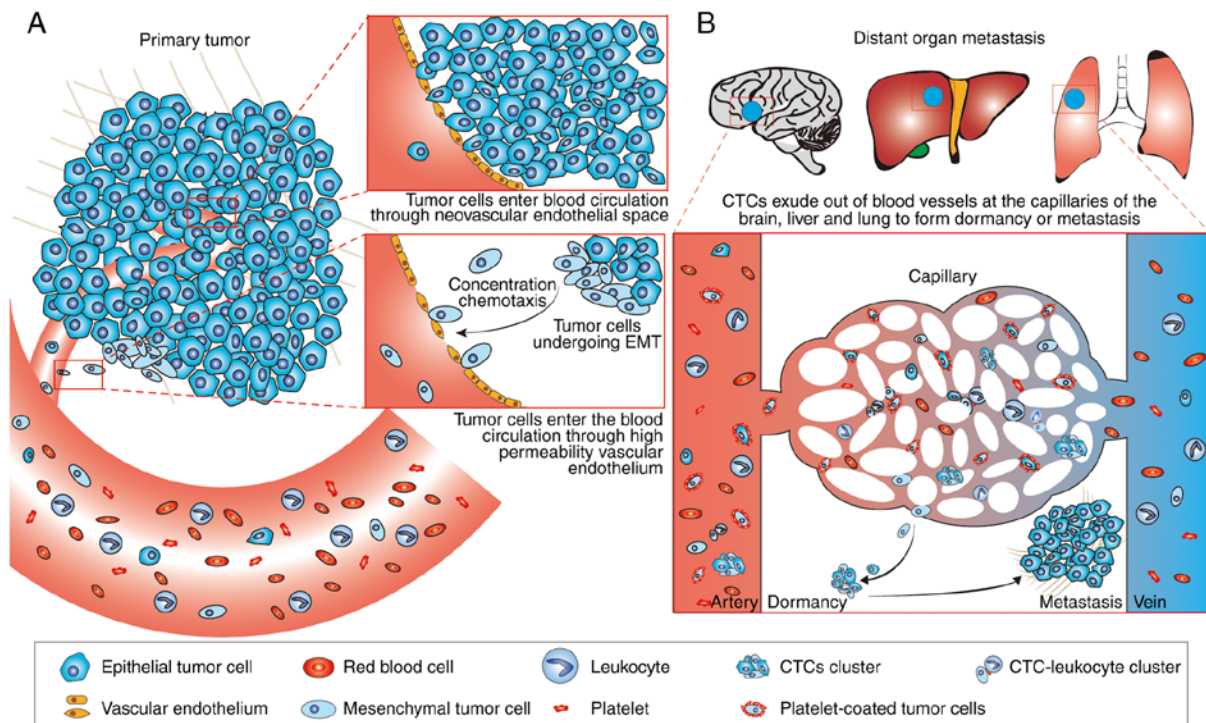 A
Primary tumor
Tumor cells enter blood circulation
through neovascular endothelial space
Concentration
chemotaxis
Tumor cells
undergoing EMT
Tumor cells enter the blood
circulation through high
permeability vascular
endothelium
B
Distant organ metastasis
CTCs exude out of blood vessels at the capillaries of the
brain, liver and lung to form dormancy or metastasis
Capillary
Artery
Dormancy
Metastasis
Vein
Epithelial tumor cell
Red blood cell
Leukocyte
CTCs cluster
CTC-leukocyte cluster
Vascular endothelium
Mesenchymal tumor cell
Platelet
Platelet-coated tumor cells